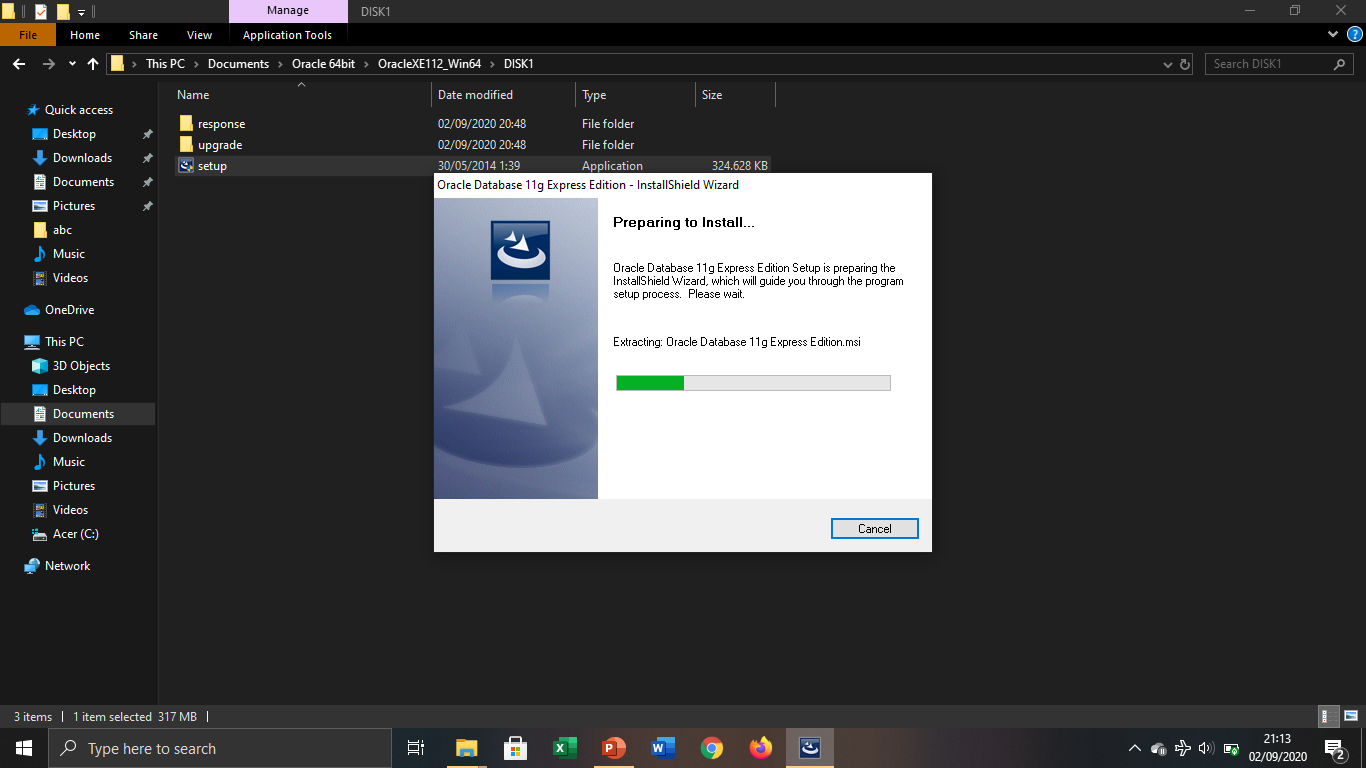 Manage
DISK1
File
Home
Share
View
Application Tools
?
This PC
Documents
Oracle 64bit
OracleXE112_Win64
DISK1
Search DISK1
Name
Date modified
Type
Size
Quick access
Desktop
Downloads
Documents
Pictures
abc
Music
Videos
OneDrive
This PC
3D Objects
Desktop
Documents
Downloads
Music
Pictures
Videos
Acer (C:)
Network
response 02/09/2020 20:48 File folder
upgrade 02/09/2020 20:48 File folder
setup 30/05/2014 1:39 Application 324.628 KB
Oracle Database 11g Express Edition - InstallShield Wizard
Preparing to Install...
Oracle Database 11g Express Edition Setup is preparing the
InstallShield Wizard, which will guide you through the program
setup process. Please wait.
Extracting: Oracle Database 11g Express Edition.msi
Cancel
3 items
1 item selected 317 MB
Type here to search
21:13
02/09/2020
2